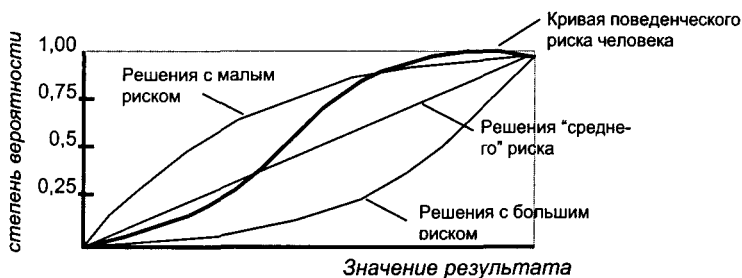 Кривая поведенческого
риска человека
1,00
0,75
0,5
0,25
степень вероятности
Решения с малым
риском
Решения "средне-
го" риска
Решения с большим
риском
Значение результата